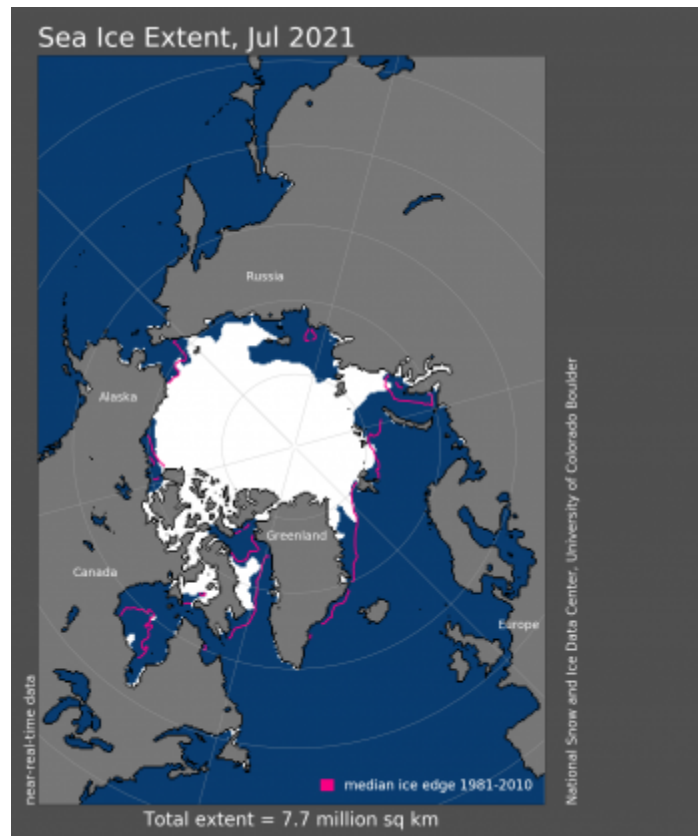 Sea Ice Extent, Jul 2021
Russia
Alaska
Greenland
Canada
Europe
near-real-time data
National Snow and Ice Data Center, University of Colorado Boulder
median ice edge 1981-2010
Total extent = 7.7 million sq km